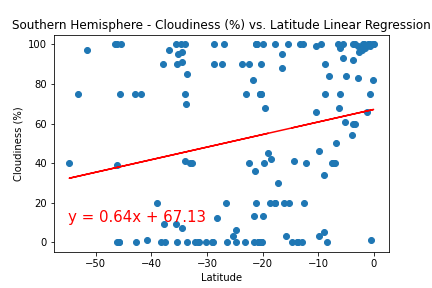 Southern Hemisphere - Cloudiness (%) vs. Latitude Linear Regression
100
80
60
40
20
0
Cloudiness (%)
y = 0.64x + 67.13
−50 −40 −30 −20 −10 0
Latitude